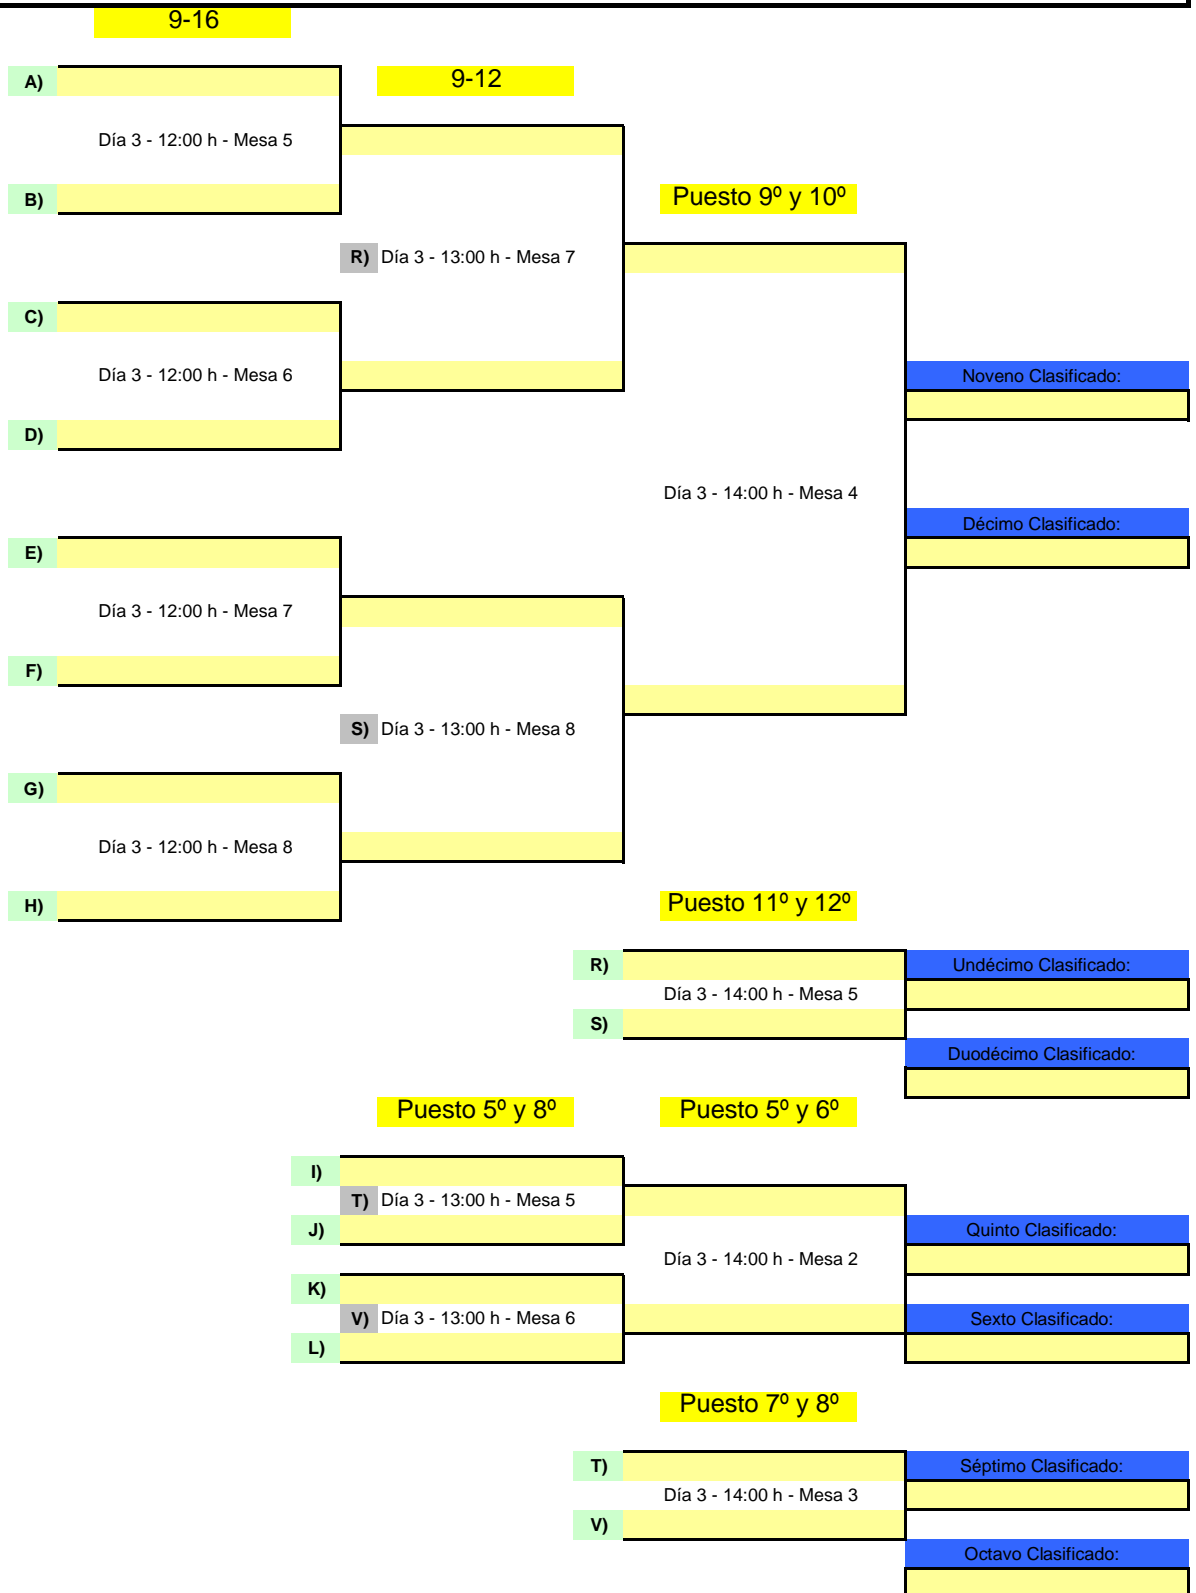 9-16
A)
9-12
Día 3 - 12:00 h - Mesa 5
B)
Puesto 9º y 10º
R) Día 3 - 13:00 h - Mesa 7
C)
Día 3 - 12:00 h - Mesa 6
Noveno Clasificado:
D)
Día 3 - 14:00 h - Mesa 4
Décimo Clasificado:
E)
Día 3 - 12:00 h - Mesa 7
F)
S) Día 3 - 13:00 h - Mesa 8
G)
Día 3 - 12:00 h - Mesa 8
H)
Puesto 11º y 12º
R)
Undécimo Clasificado:
Día 3 - 14:00 h - Mesa 5
S)
Duodécimo Clasificado:
Puesto 5º y 8º
Puesto 5º y 6º
I)
T) Día 3 - 13:00 h - Mesa 5
J)
Quinto Clasificado:
Día 3 - 14:00 h - Mesa 2
K)
V) Día 3 - 13:00 h - Mesa 6
Sexto Clasificado:
L)
Puesto 7º y 8º
T)
Séptimo Clasificado:
Día 3 - 14:00 h - Mesa 3
V)
Octavo Clasificado: